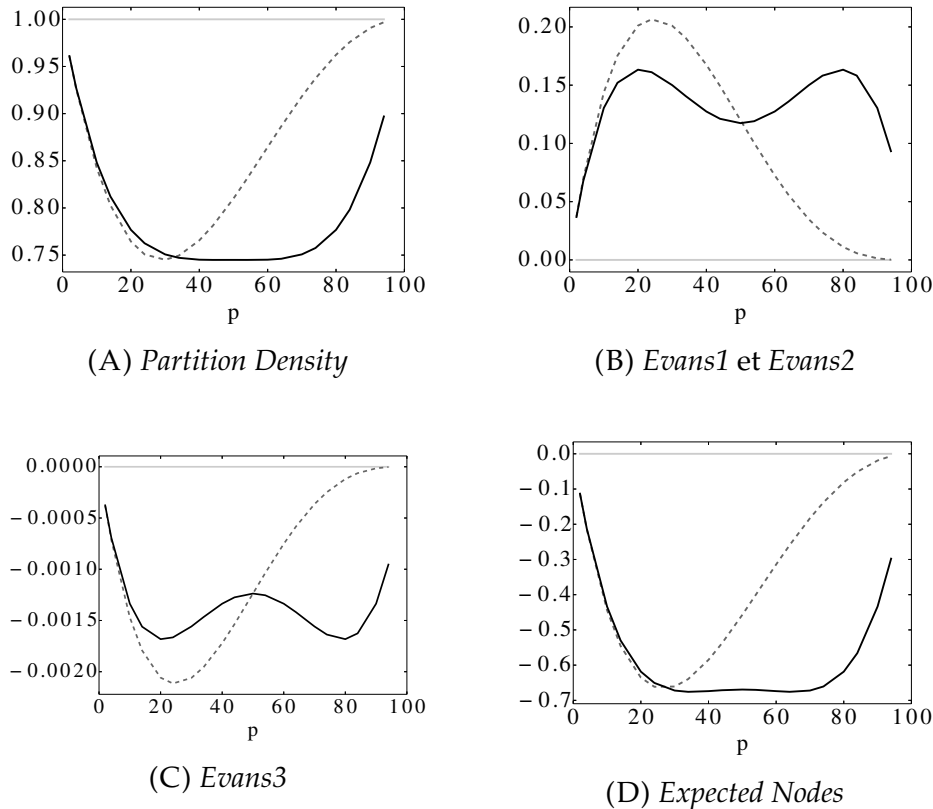 1.00
0.95
0.90
0.85
0.80
0.75
0 20 40 60 80 100
p
(A) Partition Density
0.20
0.15
0.10
0.05
0.00
0 20 40 60 80 100
p
(B) Evans1 et Evans2
0.0000
−0.0005
−0.0010
−0.0015
−0.0020
0 20 40 60 80 100
p
(C) Evans3
0.0
−0.1
−0.2
−0.3
−0.4
−0.5
−0.6
−0.7
0 20 40 60 80 100
p
(D) Expected Nodes